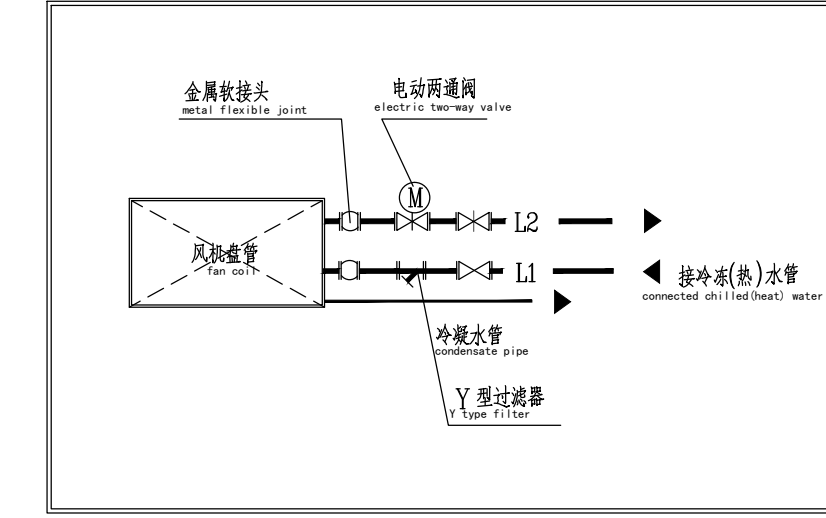 金属软接头
metal flexible joint
电动两通阀
electric two-way valve
M
L2
风机盘管
fan coil
L1
接冷冻(热)水管
connected chilled(heat) water
冷凝水管
condensate pipe
Y型过滤器
Y type filter